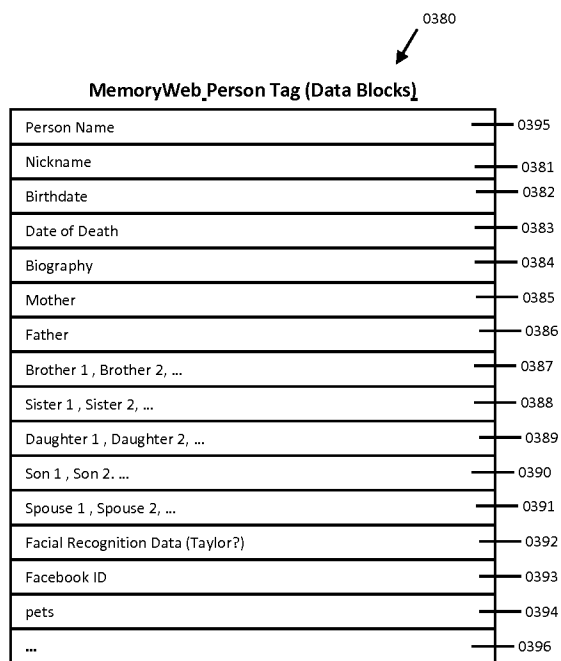 0380
MemoryWeb Person Tag (Data Blocks)
Person Name 0395
Nickname 0381
Birthdate 0382
Date of Death 0383
Biography 0384
Mother 0385
Father 0386
Brother 1 , Brother 2, ... 0387
Sister 1 , Sister 2, ... 0388
Daughter 1 , Daughter 2, ... 0389
Son 1 , Son 2. ... 0390
Spouse 1 , Spouse 2, ... 0391
Facial Recognition Data (Taylor?) 0392
Facebook ID 0393
pets 0394
... 0396